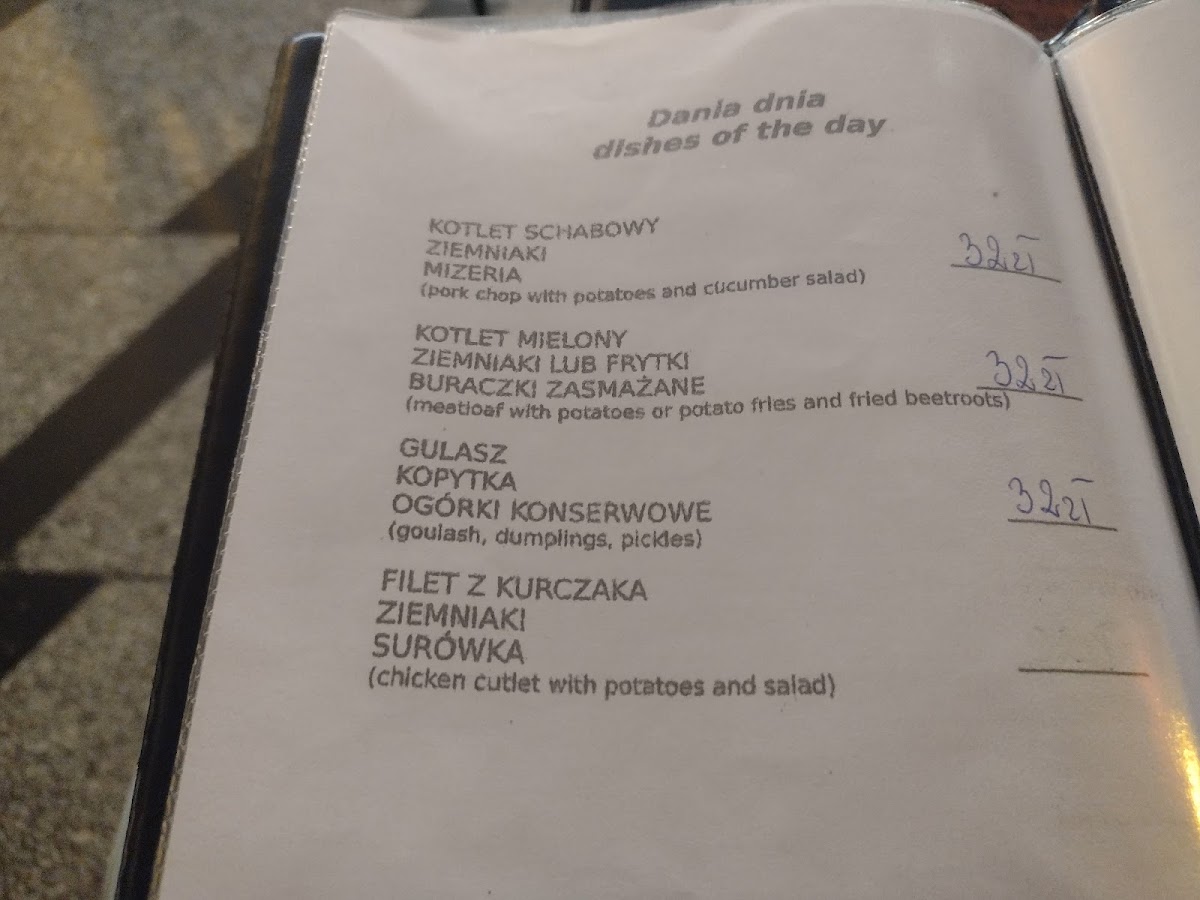 Dania dnia
dishes of the day
KOTLET SCHABOWY
ZIEMNIAKI
MIZERIA
(pork chop with potatoes and cucumber salad)
32zł
KOTLET MIELONY
ZIEMNIAKI LUB FRYTKI
BURACZKI ZASMAŻANE
(meatloaf with potatoes or potato fries and fried beetroots)
32zł
GULASZ
KOPYTKA
OGÓRKI KONSERWOWE
(goulash, dumplings, pickles)
32zł
FILET Z KURCZAKA
ZIEMNIAKI
SURÓWKA
(chicken cutlet with potatoes and salad)